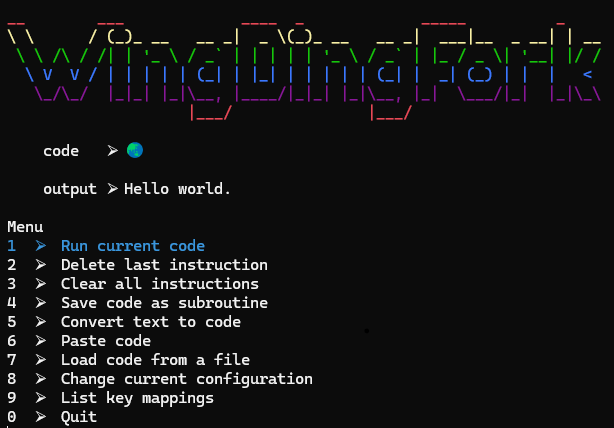 WingDingFork
code ⮚ 🌏
output ⮚ Hello world.
Menu
1 ⮚ Run current code
2 ⮚ Delete last instruction
3 ⮚ Clear all instructions
4 ⮚ Save code as subroutine
5 ⮚ Convert text to code
6 ⮚ Paste code
7 ⮚ Load code from a file
8 ⮚ Change current configuration
9 ⮚ List key mappings
0 ⮚ Quit